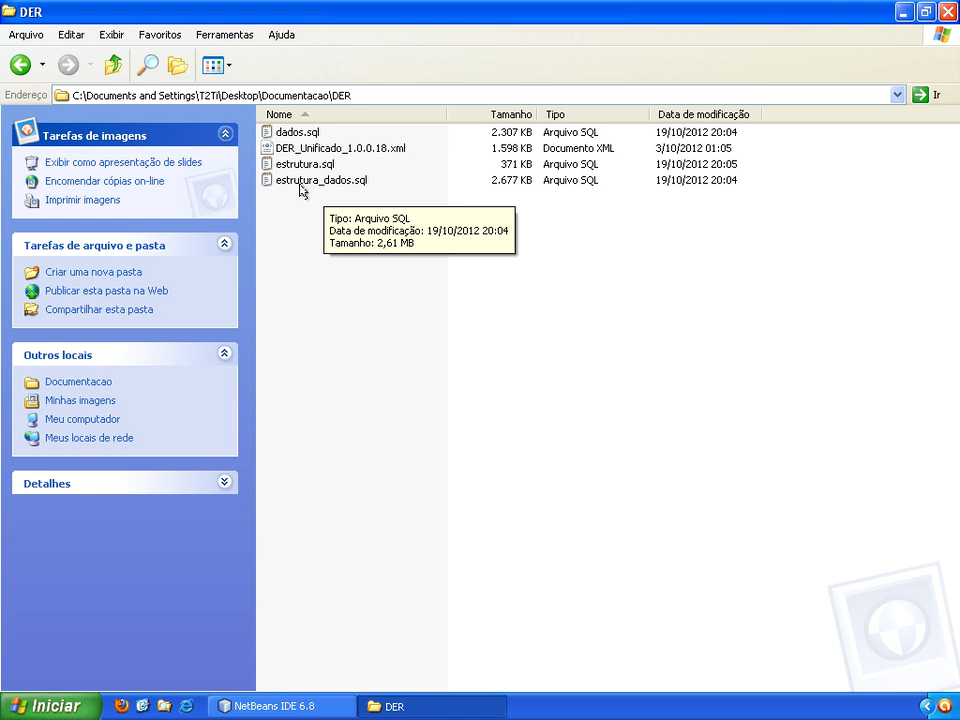 DER
Arquivo Editar Exibir Favoritos Ferramentas Ajuda
Endereço C:\Documents and Settings\T2Ti\Desktop\Documentacao\DER Ir
Tarefas de imagens
Exibir como apresentação de slides
Encomendar cópias on-line
Imprimir imagens
Tarefas de arquivo e pasta
Criar uma nova pasta
Publicar esta pasta na Web
Compartilhar esta pasta
Outros locais
Documentacao
Minhas imagens
Meu computador
Meus locais de rede
Detalhes
Nome Tamanho Tipo Data de modificação
dados.sql 2.307 KB Arquivo SQL 19/10/2012 20:04
DER_Unificado_1.0.0.18.xml 1.598 KB Documento XML 3/10/2012 01:05
estrutura.sql 371 KB Arquivo SQL 19/10/2012 20:05
estrutura_dados.sql 2.677 KB Arquivo SQL 19/10/2012 20:04
Tipo: Arquivo SQL
Data de modificação: 19/10/2012 20:04
Tamanho: 2,61 MB
Iniciar NetBeans IDE 6.8 DER